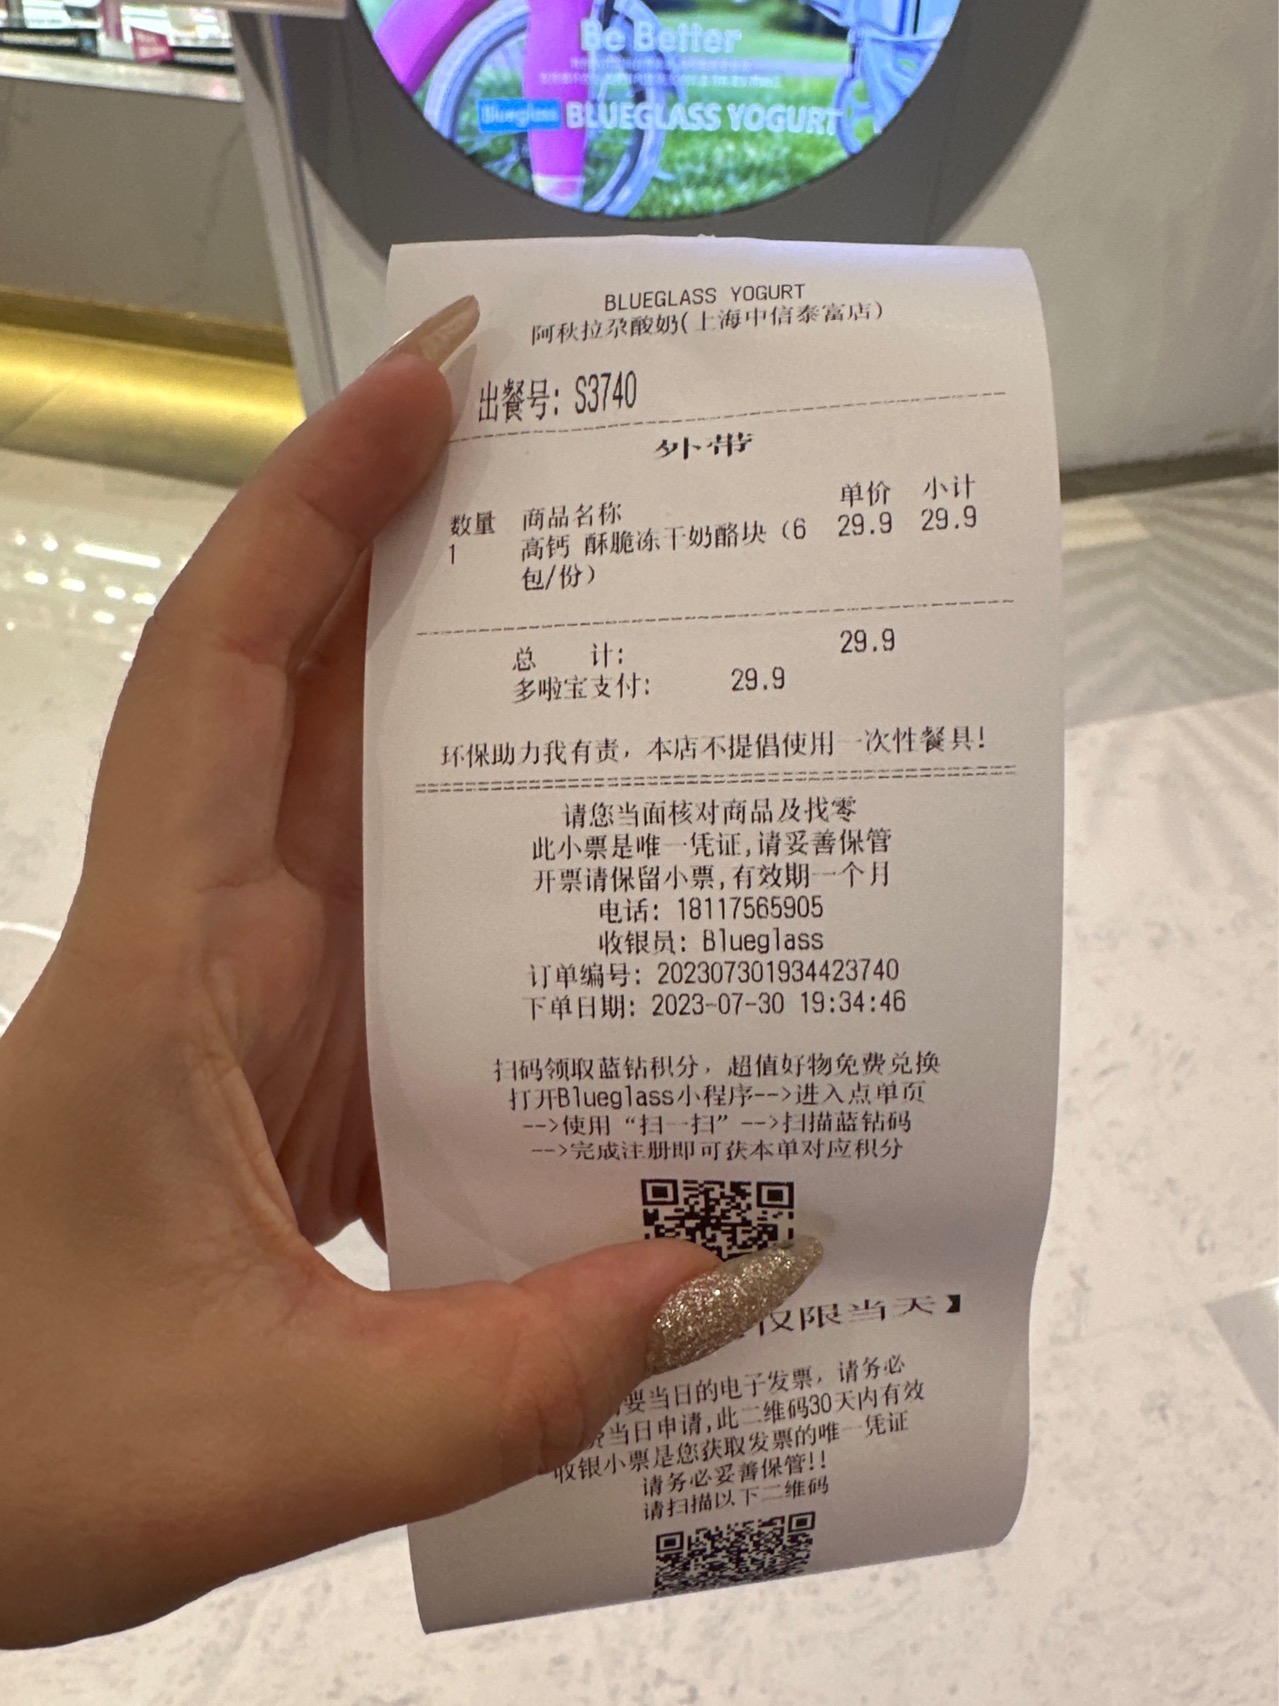 Be Better
Blueglass BLUEGLASS YOGURT
BLUEGLASS YOGURT
阿秋拉尕酸奶(上海中信泰富店)
出餐号: S3740
外带
数量 商品名称 单价 小计
1 高钙 酥脆冻干奶酪块 (6 29.9 29.9
包/份)
总 计: 29.9
多啦宝支付: 29.9
环保助力我有责, 本店不提倡使用一次性餐具!
请您当面核对商品及找零
此小票是唯一凭证,请妥善保管
开票请保留小票,有效期一个月
电话: 18117565905
收银员: Blueglass
订单编号: 202307301934423740
下单日期: 2023-07-30 19:34:46
扫码领取蓝钻积分, 超值好物免费兑换
打开Blueglass小程序-->进入点单页
-->使用“扫一扫”-->扫描蓝钻码
-->完成注册即可获本单对应积分
仅限当天】
要当日的电子发票, 请务必
当日申请,此二维码30天内有效
收银小票是您获取发票的唯一凭证
请务必妥善保管!!
请扫描以下二维码